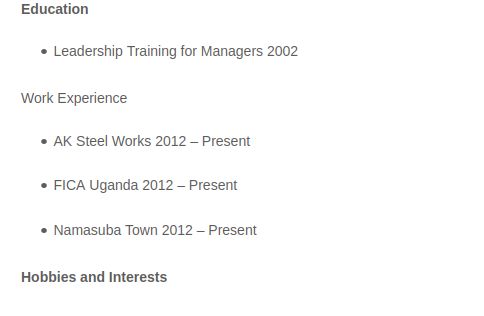 Education
• Leadership Training for Managers 2002
Work Experience
• AK Steel Works 2012 – Present
• FICA Uganda 2012 – Present
• Namasuba Town 2012 – Present
Hobbies and Interests